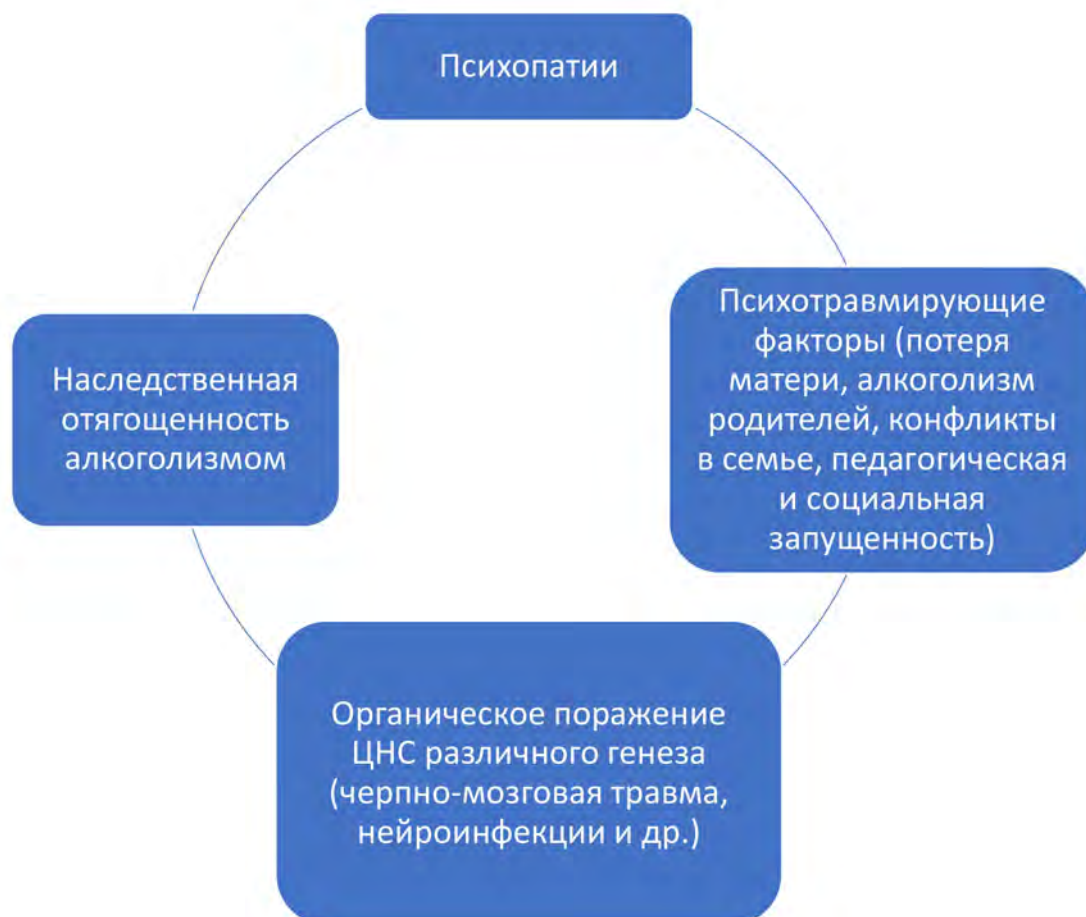 Психопатии
Психотравмирующие
факторы (потеря
матери, алкоголизм
родителей, конфликты
в семье, педагогическая
и социальная
запущенность)
Наследственная
отягощенность
алкоголизмом
Органическое поражение
ЦНС различного генеза
(черпно-мозговая травма,
нейроинфекции и др.)